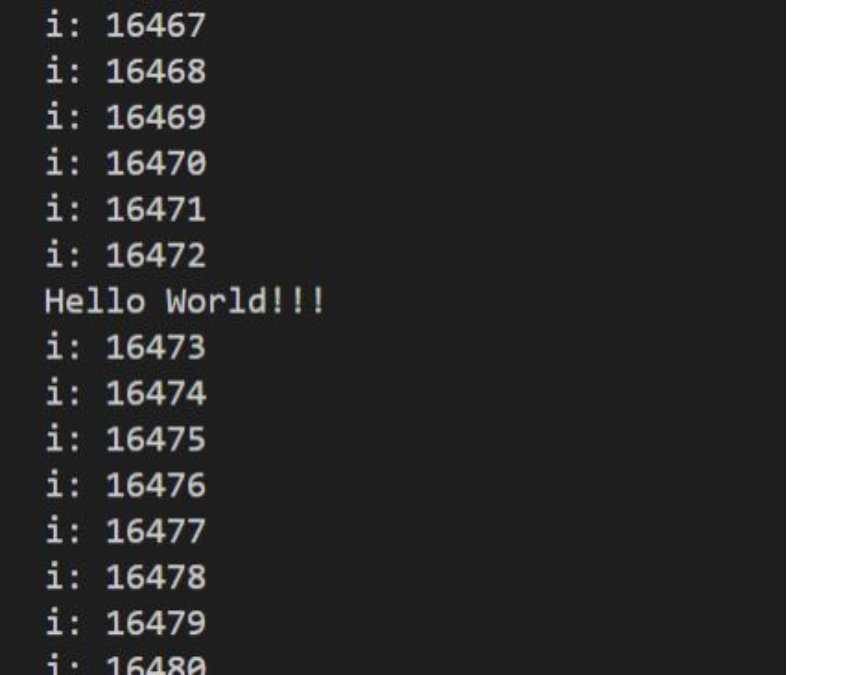 i: 16467
i: 16468
i: 16469
i: 16470
i: 16471
i: 16472
Hello World!!!
i: 16473
i: 16474
i: 16475
i: 16476
i: 16477
i: 16478
i: 16479
i: 16480